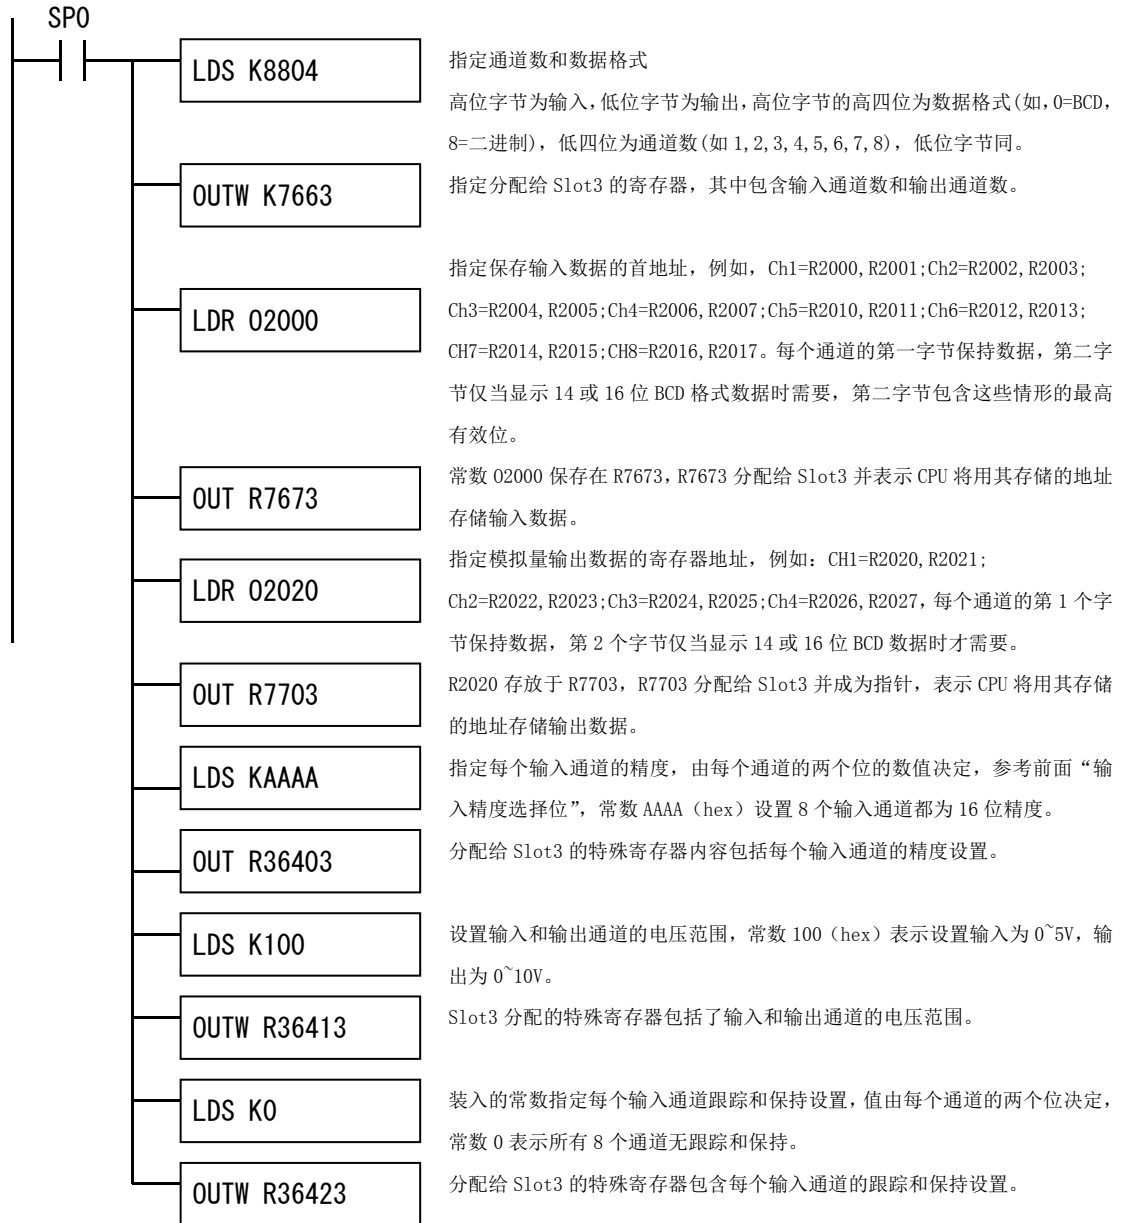 SP0
LDS K8804
指定通道数和数据格式
高位字节为输入,低位字节为输出,高位字节的高四位为数据格式(如,0=BCD,
8=二进制),低四位为通道数(如 1,2,3,4,5,6,7,8),低位字节同。
OUTW K7663
指定分配给 Slot3 的寄存器,其中包含输入通道数和输出通道数。
LDR O2000
指定保存输入数据的首地址,例如,Ch1=R2000,R2001;Ch2=R2002,R2003;
Ch3=R2004,R2005;Ch4=R2006,R2007;Ch5=R2010,R2011;Ch6=R2012,R2013;
CH7=R2014,R2015;CH8=R2016,R2017。每个通道的第一字节保持数据,第二字
节仅当显示 14 或 16 位 BCD 格式数据时需要,第二字节包含这些情形的最高
有效位。
OUT R7673
常数 O2000 保存在 R7673,R7673 分配给 Slot3 并表示 CPU 将用其存储的地址
存储输入数据。
LDR O2020
指定模拟量输出数据的寄存器地址,例如:CH1=R2020,R2021;
Ch2=R2022,R2023;Ch3=R2024,R2025;Ch4=R2026,R2027,每个通道的第 1 个字
节保持数据,第 2 个字节仅当显示 14 或 16 位 BCD 数据时才需要。
OUT R7703
R2020 存放于 R7703,R7703 分配给 Slot3 并成为指针,表示 CPU 将用其存储
的地址存储输出数据。
LDS KAAAA
指定每个输入通道的精度,由每个通道的两个位的数值决定,参考前面“输
入精度选择位”,常数 AAAA(hex)设置 8 个输入通道都为 16 位精度。
OUT R36403
分配给 Slot3 的特殊寄存器内容包括每个输入通道的精度设置。
LDS K100
设置输入和输出通道的电压范围,常数 100(hex)表示设置输入为 0~5V,输
出为 0~10V。
OUTW R36413
Slot3 分配的特殊寄存器包括了输入和输出通道的电压范围。
LDS K0
装入的常数指定每个输入通道跟踪和保持设置,值由每个通道的两个位决定,
常数 0 表示所有 8 个通道无跟踪和保持。
OUTW R36423
分配给 Slot3 的特殊寄存器包含每个输入通道的跟踪和保持设置。